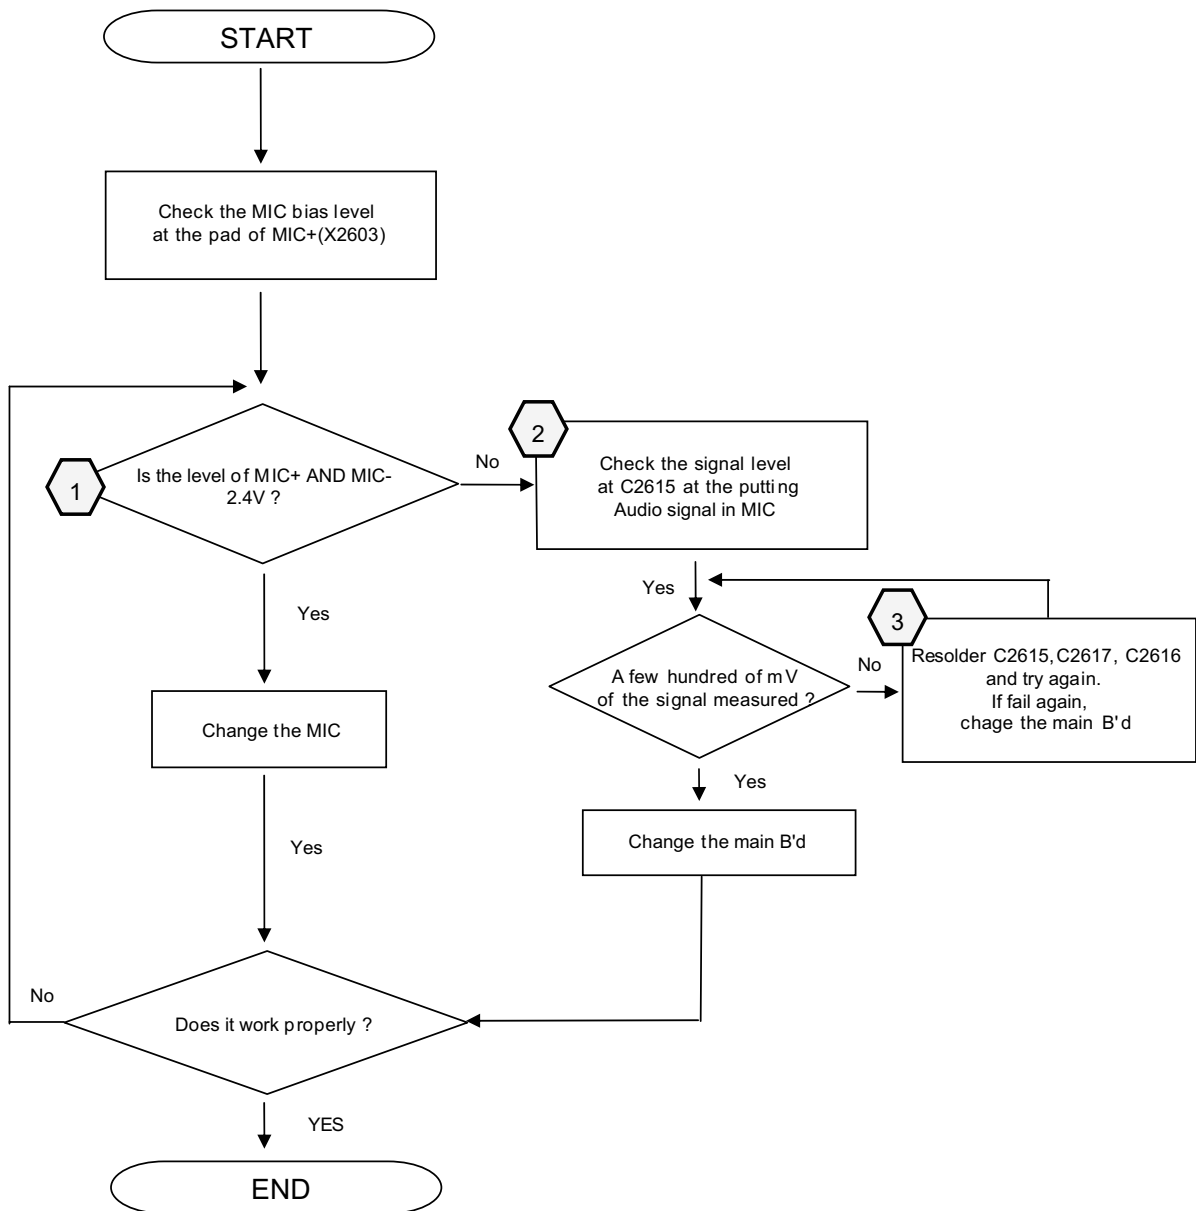 START
Check the MIC bias level
at the pad of MIC+(X2603)
1
Is the level of MIC+ AND MIC-
2.4V ?
No
2
Check the signal level
at C2615 at the putting
Audio signal in MIC
Yes
Yes
3
A few hundred of mV
of the signal measured ?
No
Resolder C2615,C2617, C2616
and try again.
If fail again,
chage the main B'd
Change the MIC
Yes
Change the main B'd
Yes
No
Does it work properly ?
YES
END